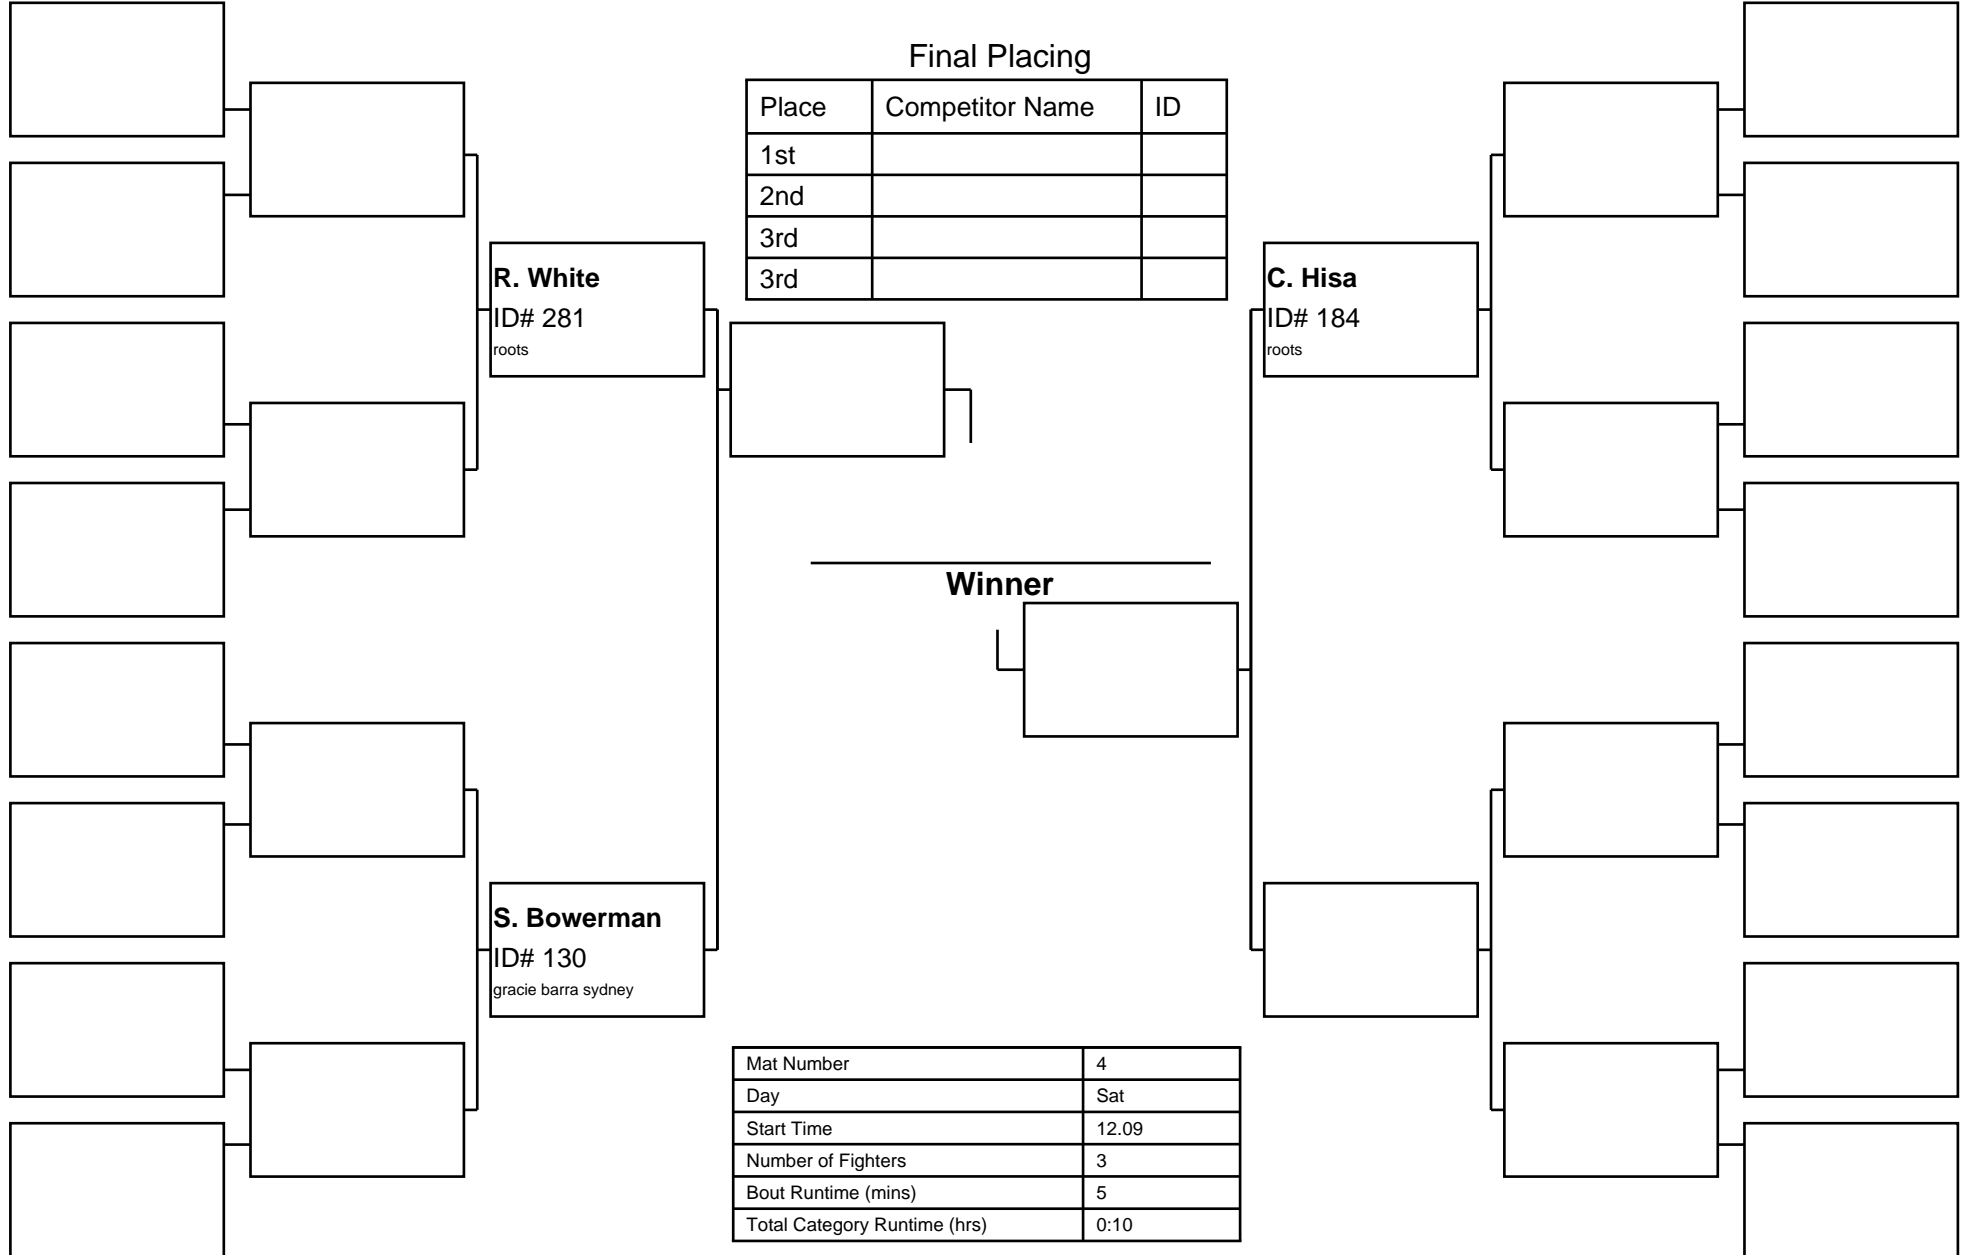 Final Placing
Place Competitor Name ID
1st
2nd
3rd
3rd
R. White
ID# 281
roots
C. Hisa
ID# 184
roots
Winner
S. Bowerman
ID# 130
gracie barra sydney
Mat Number 4
Day Sat
Start Time 12.09
Number of Fighters 3
Bout Runtime (mins) 5
Total Category Runtime (hrs) 0:10